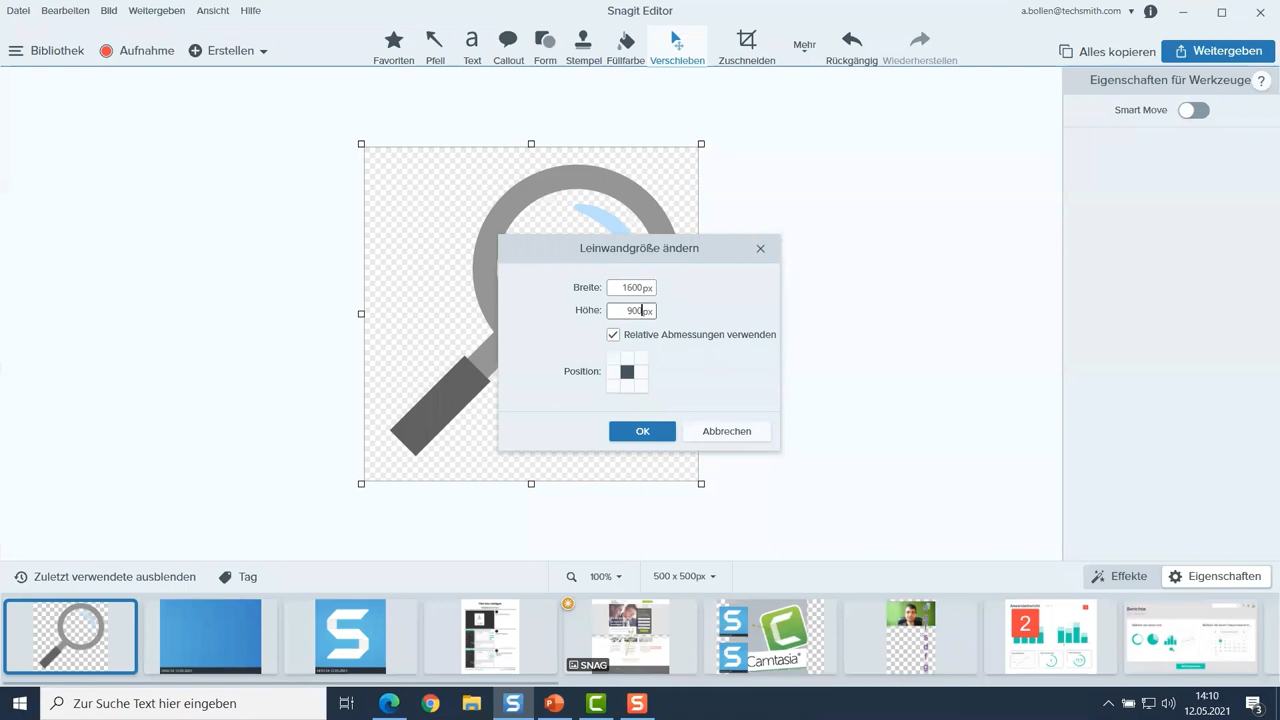 Datei Bearbeiten Bild Weitergeben Ansicht Hilfe
Snagit Editor
a.bollen@techsmith.com
Bibliothek
Aufnahme
Erstellen
Favoriten
Pfeil
Text
Callout
Form
Stempel
Füllfarbe
Verschieben
Zuschneiden
Mehr
Rückgängig
Wiederherstellen
Alles kopieren
Weitergeben
Eigenschaften für Werkzeuge
?
Smart Move
Leinwandgröße ändern
Breite: 1600px
Höhe: 900px
Relative Abmessungen verwenden
Position:
OK
Abbrechen
Zuletzt verwendete ausblenden
Tag
100%
500 x 500px
Effekte
Eigenschaften
SNAG
Camtasia
2
Berichte
Zur Suche Text hier eingeben
14:10
12.05.2021
3